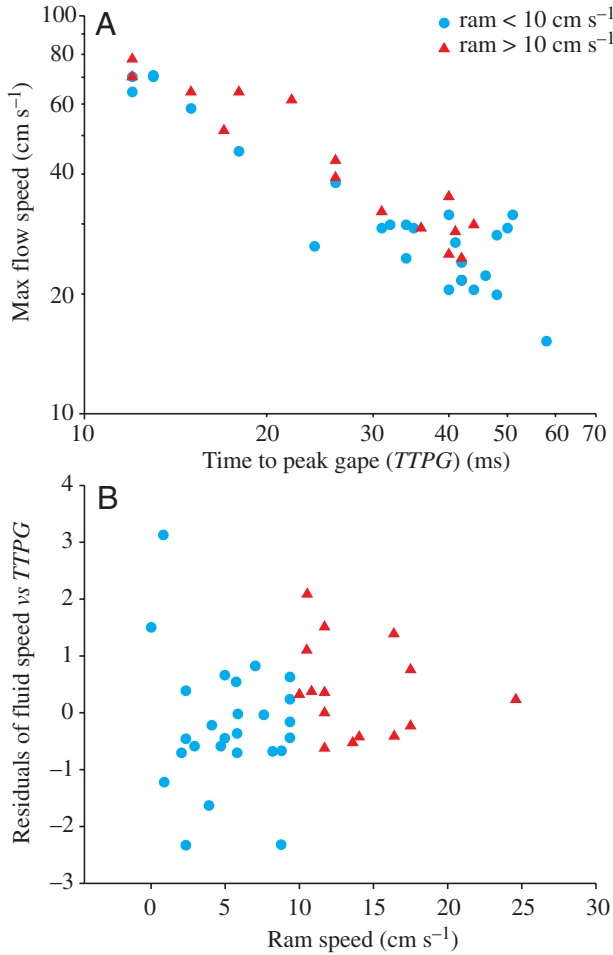 A
ram < 10 cm s⁻¹
ram > 10 cm s⁻¹
100
80
60
40
20
10
Max flow speed (cm s⁻¹)
10 20 30 40 50 60 70
Time to peak gape (TTPG) (ms)
B
4
3
2
1
0
–1
–2
–3
Residuals of fluid speed vs TTPG
0 5 10 15 20 25 30
Ram speed (cm s⁻¹)